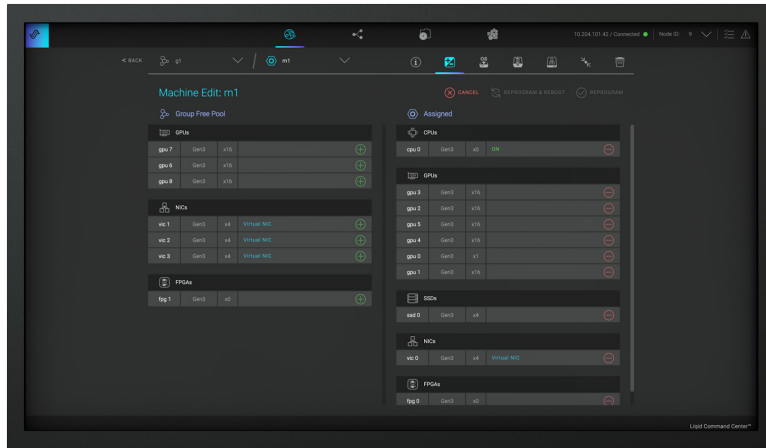 10.204.101.42 / Connected Node ID: 9
< BACK g1 / m1
Machine Edit: m1
CANCEL REPROGRAM & REBOOT REPROGRAM
Group Free Pool
GPUs
gpu 7 Gen3 x16
gpu 6 Gen3 x16
gpu 8 Gen3 x16
NICs
vic 1 Gen3 x4 Virtual NIC
vic 2 Gen3 x4 Virtual NIC
vic 3 Gen3 x4 Virtual NIC
FPGAs
fpg 1 Gen3 x0
Assigned
CPUs
cpu 0 Gen3 x0 ON
GPUs
gpu 3 Gen3 x16
gpu 2 Gen3 x16
gpu 5 Gen3 x16
gpu 4 Gen3 x16
gpu 0 Gen3 x1
gpu 1 Gen3 x16
SSDs
ssd 0 Gen3 x4
NICs
vic 0 Gen3 x4 Virtual NIC
FPGAs
fpg 0 Gen3 x0
Liqid Command Center™